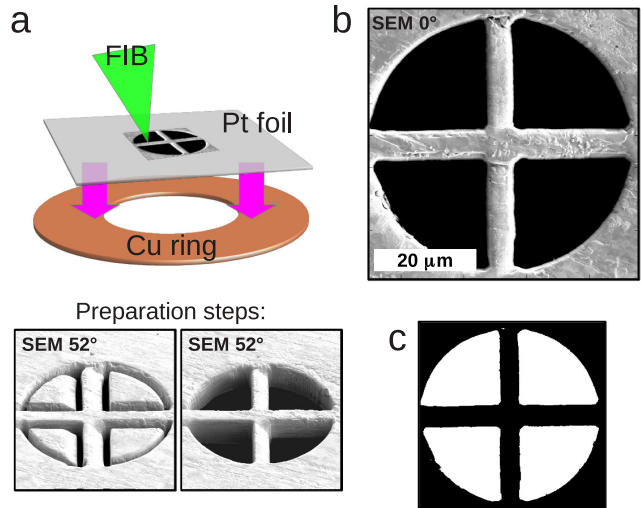 a
FIB
Pt foil
Cu ring
Preparation steps:
SEM 52°
SEM 52°
b
SEM 0°
20 µm
c